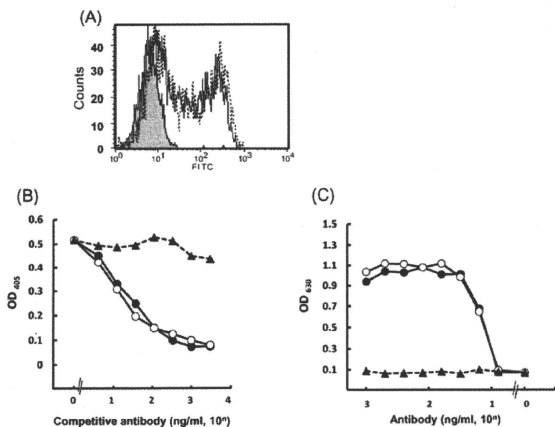 (A)
Counts
40
30
20
10
0
10⁰ 10¹ 10² 10³ 10⁴
FITC
(B)
OD 405
0.6
0.5
0.4
0.3
0.2
0.1
0
0 1 2 3 4
Competitive antibody (ng/ml, 10ⁿ)
(C)
OD 630
1.5
1.3
1.1
0.9
0.7
0.5
0.3
0.1
3 2 1 0
Antibody (ng/ml, 10ⁿ)